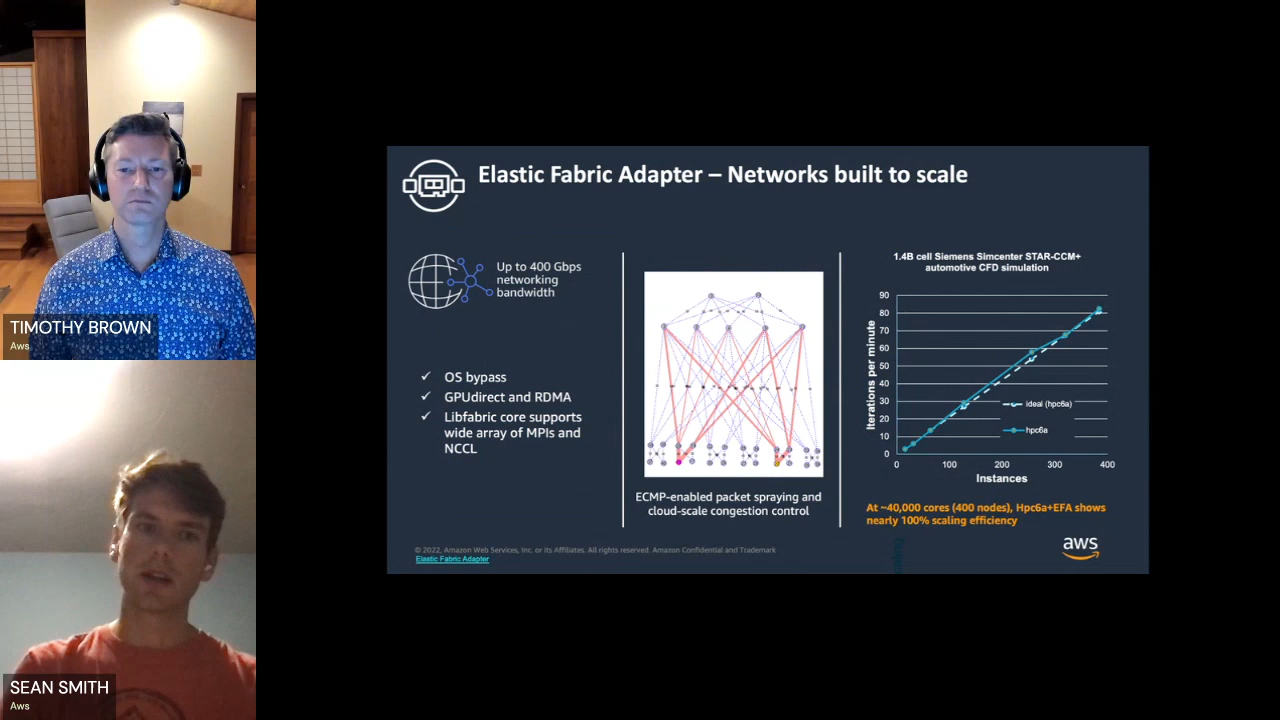 TIMOTHY BROWN
Aws
SEAN SMITH
Aws
Elastic Fabric Adapter – Networks built to scale
Up to 400 Gbps
networking
bandwidth
✓ OS bypass
✓ GPUdirect and RDMA
✓ Libfabric core supports
wide array of MPIs and
NCCL
ECMP-enabled packet spraying and
cloud-scale congestion control
1.4B cell Siemens Simcenter STAR-CCM+
automotive CFD simulation
Iterations per minute
90
80
70
60
50
40
30
20
10
0
0 100 200 300 400
Instances
ideal (hpc6a)
hpc6a
At ~40,000 cores (400 nodes), Hpc6a+EFA shows
nearly 100% scaling efficiency
© 2022, Amazon Web Services, Inc. or its Affiliates. All rights reserved. Amazon Confidential and Trademark
Elastic Fabric Adapter
aws